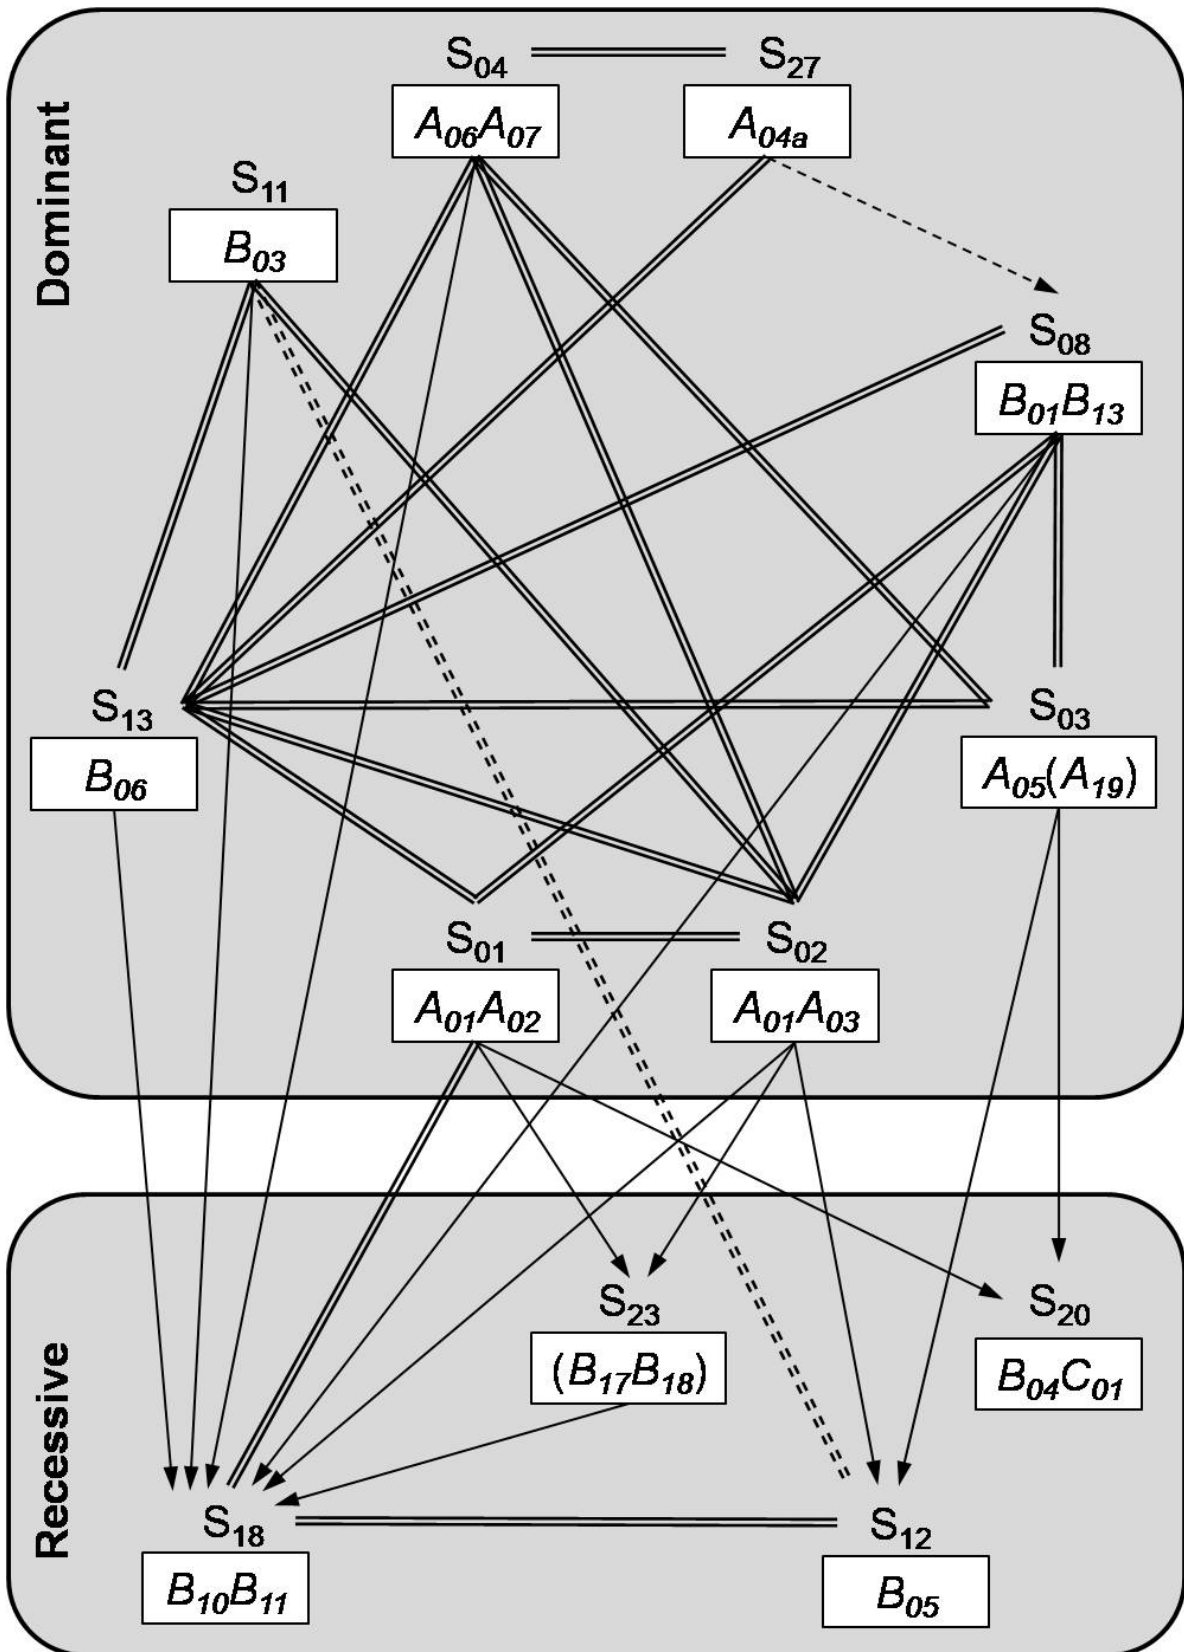 Dominant
S04
S27
A06A07
A04a
S11
B03
S08
B01B13
S13
S03
B06
A05(A19)
S01
S02
A01A02
A01A03
Recessive
S23
S20
(B17B18)
B04C01
S18
S12
B10B11
B05